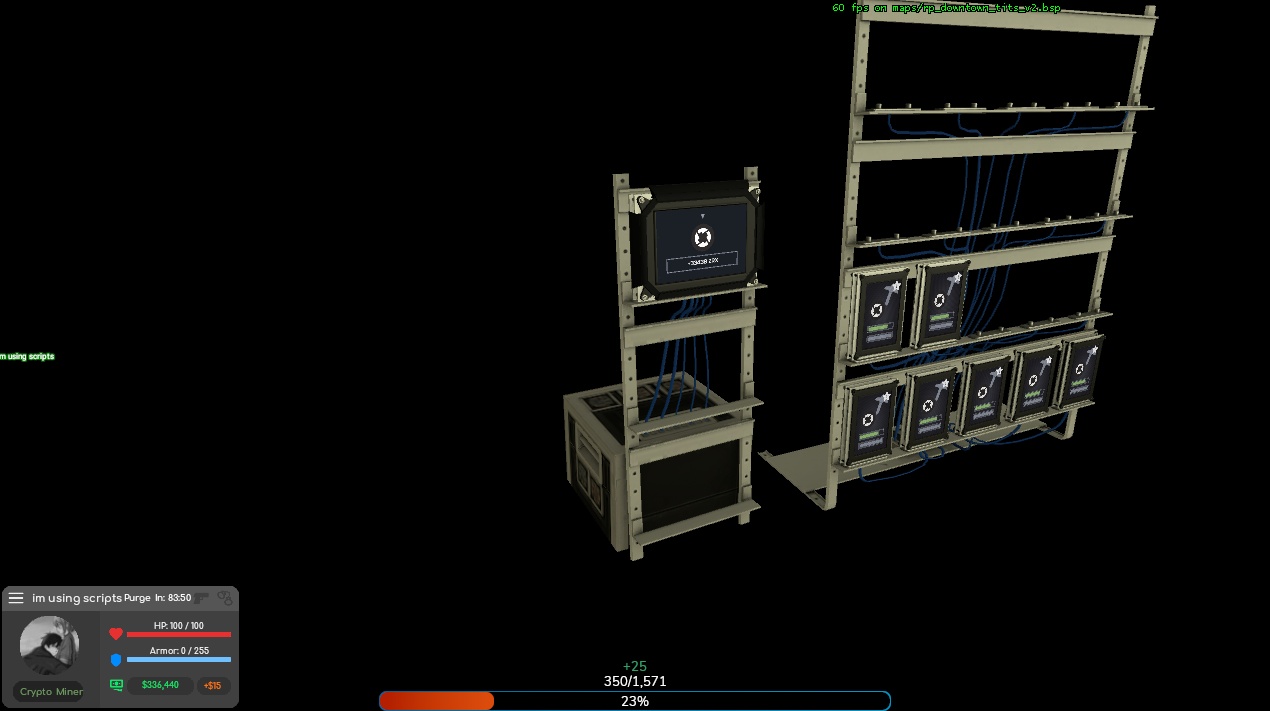 60 fps on maps/rp_downtown_tits_v2.bsp
m using scripts
im using scripts Purge In: 83:50
HP: 100 / 100
Armor: 0 / 255
Crypto Miner
$336,440
+$15
+25
350/1,571
23%